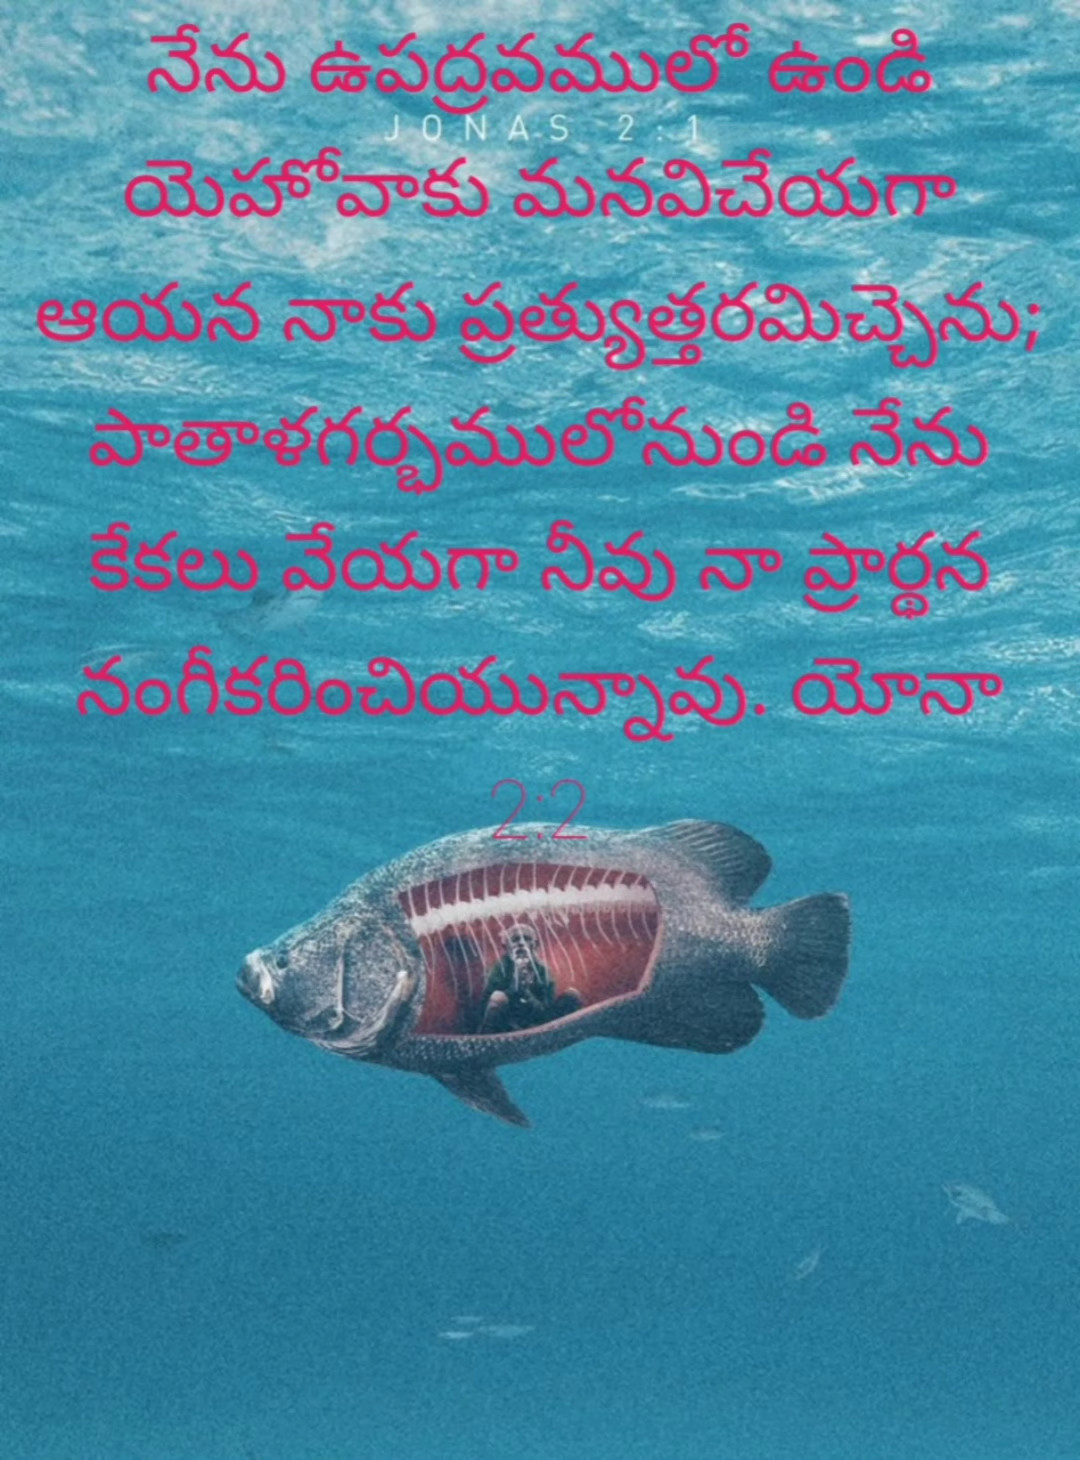 నేను ఉపద్రవములో ఉండి
JONAS 2:1
యెహోవాకు మనవిచేయగా
ఆయన నాకు ప్రత్యుత్తరమిచ్చెను;
పాతాళగర్భములోనుండి నేను
కేకలు వేయగా నీవు నా ప్రార్థన
నంగీకరించియున్నావు. యోనా
2:2